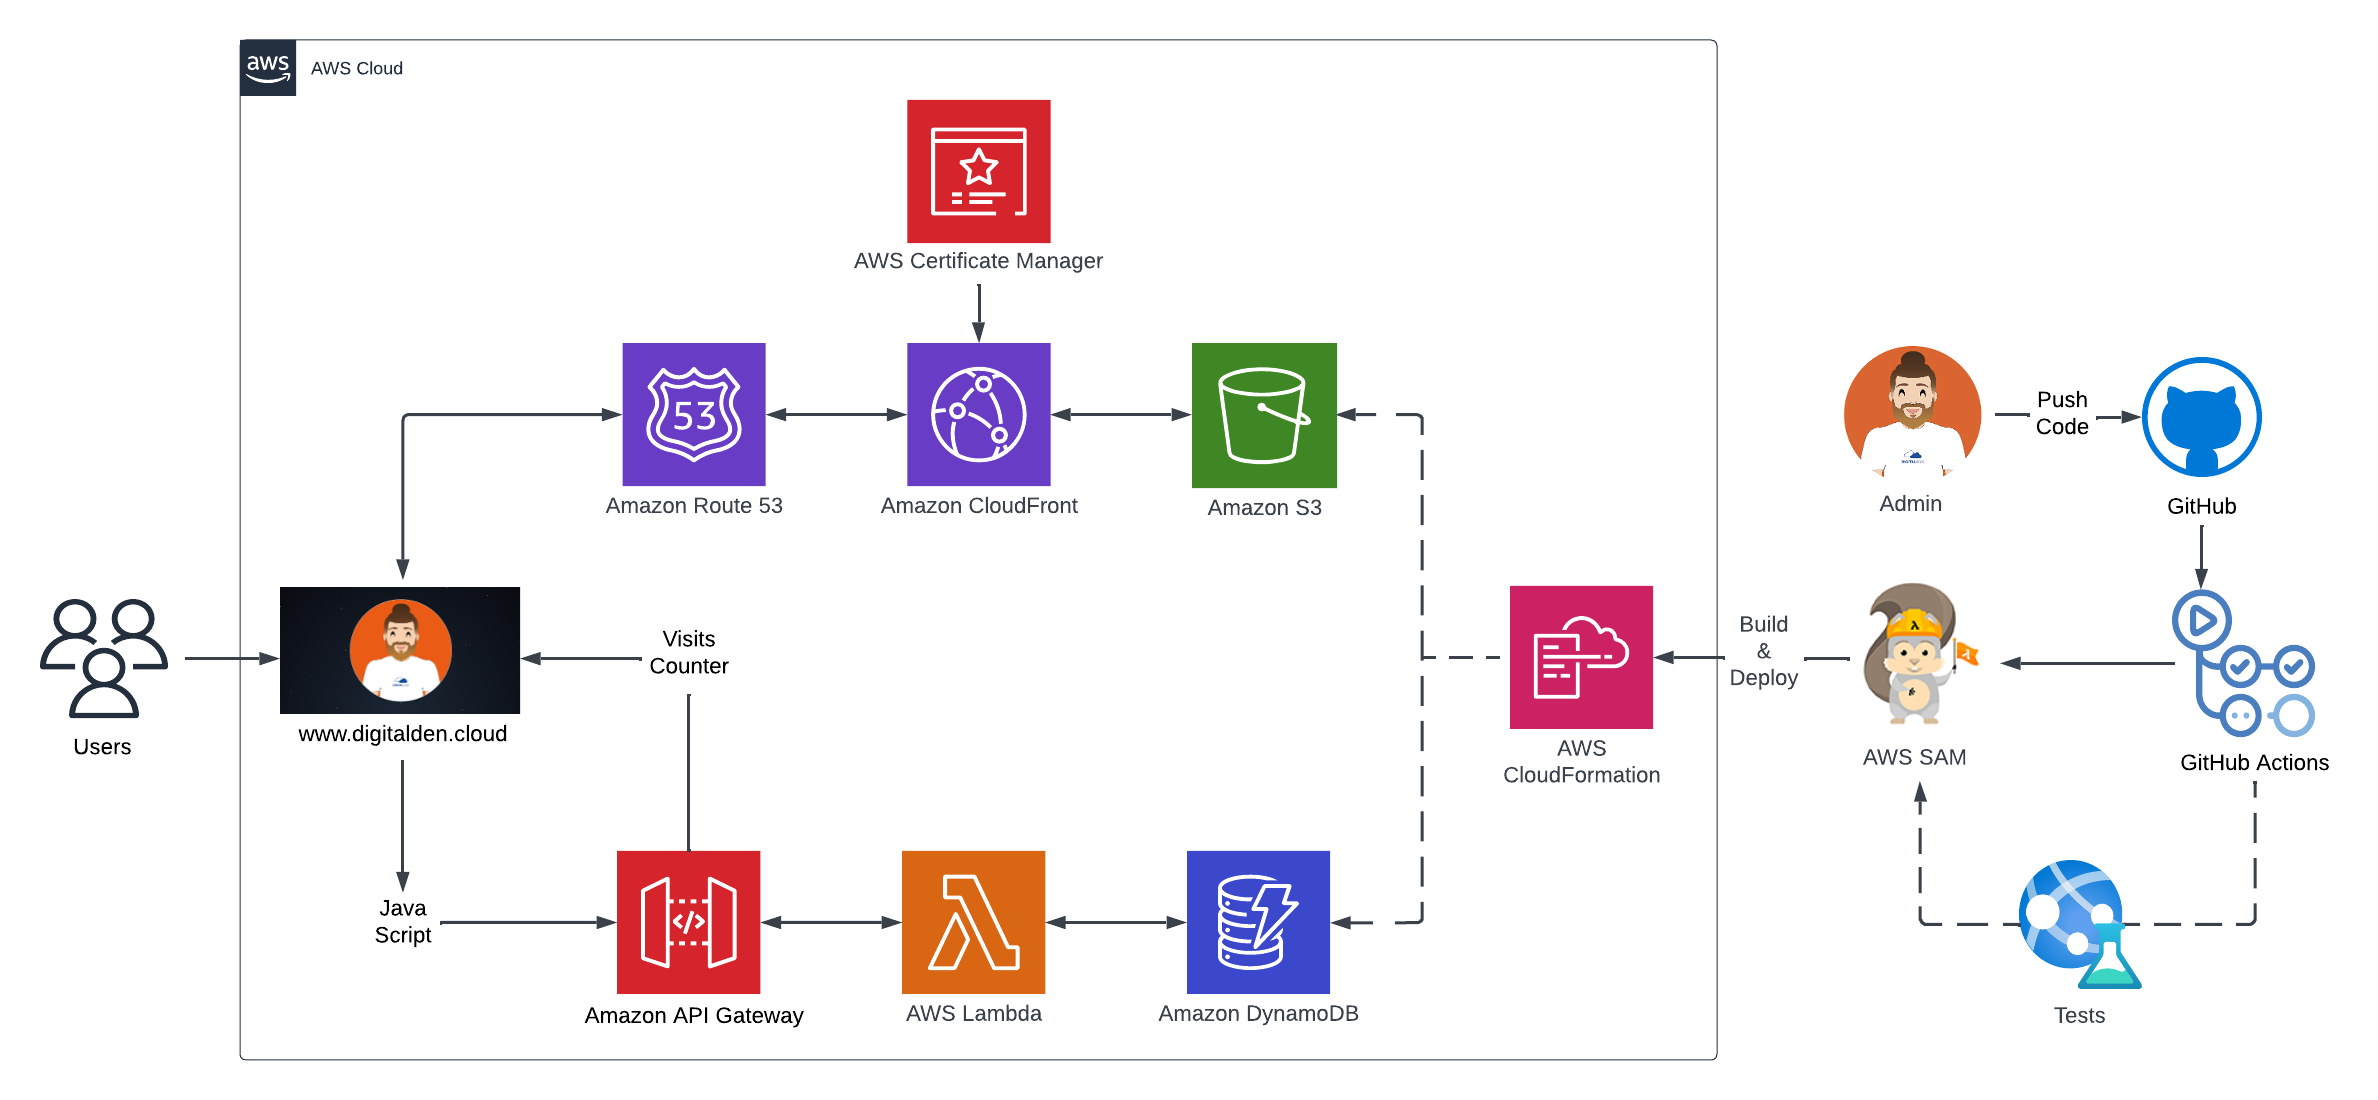 aws
AWS Cloud
AWS Certificate Manager
53
Amazon Route 53
Amazon CloudFront
Amazon S3
Push
Code
Admin
GitHub
Users
www.digitalden.cloud
Visits
Counter
AWS
CloudFormation
Build
&
Deploy
AWS SAM
GitHub Actions
Java
Script
</>
Amazon API Gateway
AWS Lambda
Amazon DynamoDB
Tests